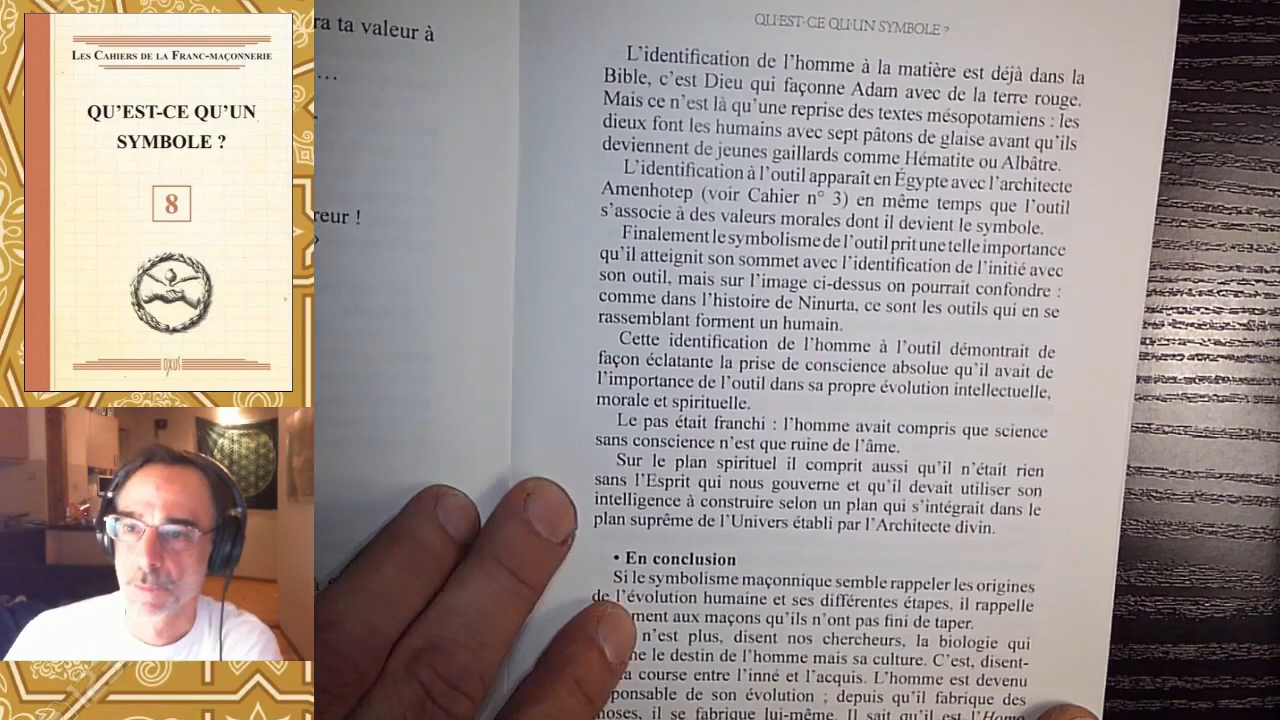 LES CAHIERS DE LA FRANC-MAÇONNERIE
QU'EST-CE QU'UN
SYMBOLE ?
8
OXUS
ra ta valeur à
...
reur !
QU'EST-CE QU'UN SYMBOLE ?
L'identification de l'homme à la matière est déjà dans la
Bible, c'est Dieu qui façonne Adam avec de la terre rouge.
Mais ce n'est là qu'une reprise des textes mésopotamiens : les
dieux font les humains avec sept pâtons de glaise avant qu'ils
deviennent de jeunes gaillards comme Hématite ou Albâtre.
L'identification à l'outil apparaît en Égypte avec l'architecte
Amenhotep (voir Cahier n° 3) en même temps que l'outil
s'associe à des valeurs morales dont il devient le symbole.
Finalement le symbolisme de l'outil prit une telle importance
qu'il atteignit son sommet avec l'identification de l'initié avec
son outil, mais sur l'image ci-dessus on pourrait confondre :
comme dans l'histoire de Ninurta, ce sont les outils qui en se
rassemblant forment un humain.
Cette identification de l'homme à l'outil démontrait de
façon éclatante la prise de conscience absolue qu'il avait de
l'importance de l'outil dans sa propre évolution intellectuelle,
morale et spirituelle.
Le pas était franchi : l'homme avait compris que science
sans conscience n'est que ruine de l'âme.
Sur le plan spirituel il comprit aussi qu'il n'était rien
sans l'Esprit qui nous gouverne et qu'il devait utiliser son
intelligence à construire selon un plan qui s'intégrait dans le
plan suprême de l'Univers établi par l'Architecte divin.
• En conclusion
Si le symbolisme maçonnique semble rappeler les origines
de l'évolution humaine et ses différentes étapes, il rappelle
ment aux maçons qu'ils n'ont pas fini de taper.
n'est plus, disent nos chercheurs, la biologie qui
ne le destin de l'homme mais sa culture. C'est, disent-
a course entre l'inné et l'acquis. L'homme est devenu
ponsable de son évolution ; depuis qu'il fabrique des
hoses, il se fabrique lui-même. Il sait qu'il est l'Homo